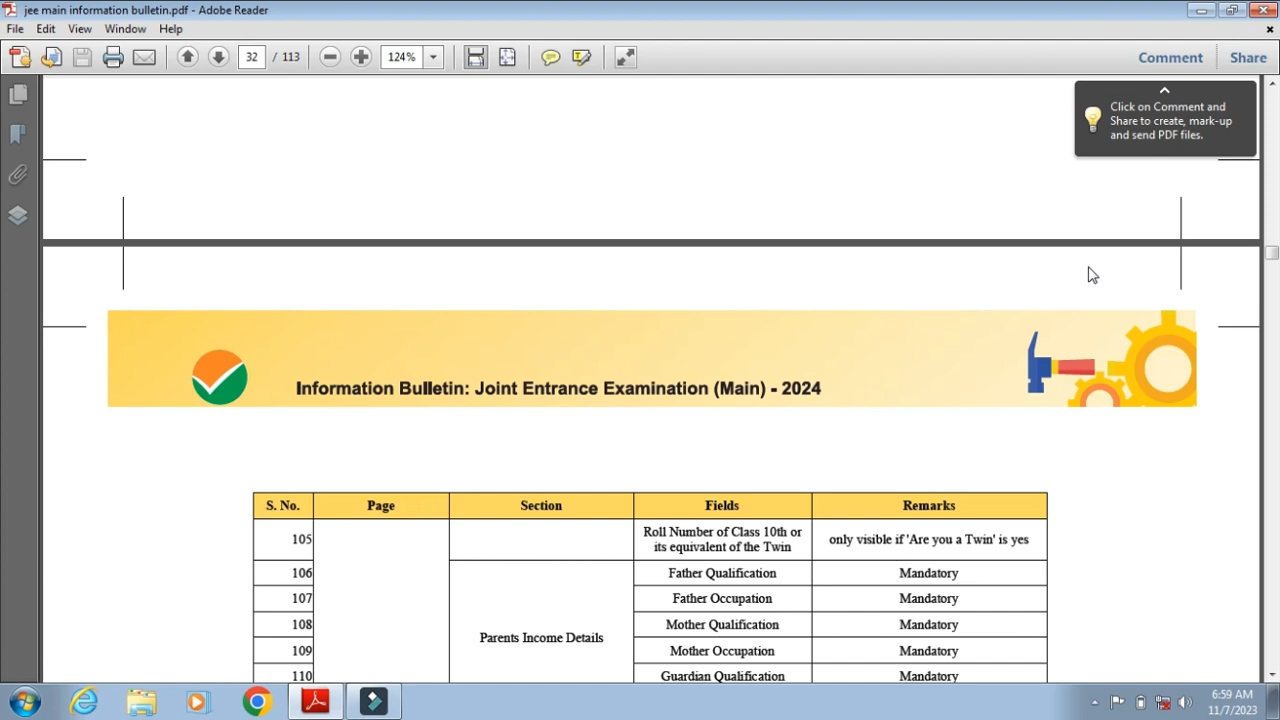 jee main information bulletin.pdf - Adobe Reader
File Edit View Window Help
32 / 113 124% Comment Share
Click on Comment and
Share to create, mark-up
and send PDF files.
Information Bulletin: Joint Entrance Examination (Main) - 2024
S. No. Page Section Fields Remarks
105 Roll Number of Class 10th or its equivalent of the Twin only visible if 'Are you a Twin' is yes
106 Father Qualification Mandatory
107 Father Occupation Mandatory
108 Mother Qualification Mandatory
Parents Income Details
109 Mother Occupation Mandatory
110 Guardian Qualification Mandatory
6:59 AM
11/7/2023